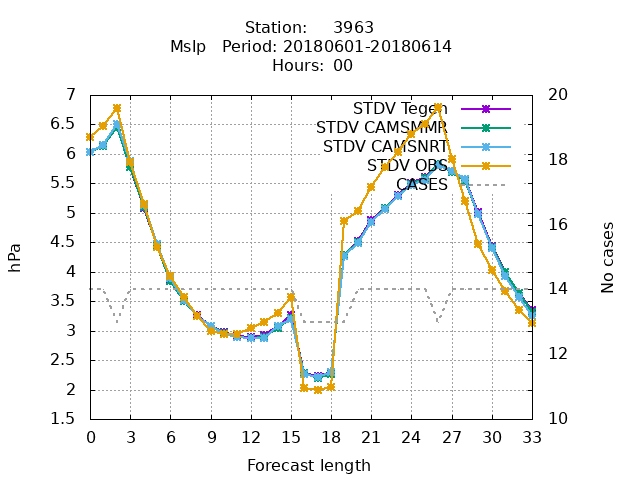 Station: 3963
Mslp Period: 20180601-20180614
Hours: 00
7
6.5
6
5.5
5
4.5
4
3.5
3
2.5
2
1.5
20
18
16
14
12
10
hPa
No cases
STDV Tegen
STDV CAMSMMR
STDV CAMSNRT
STDV OBS
CASES
0 3 6 9 12 15 18 21 24 27 30 33
Forecast length